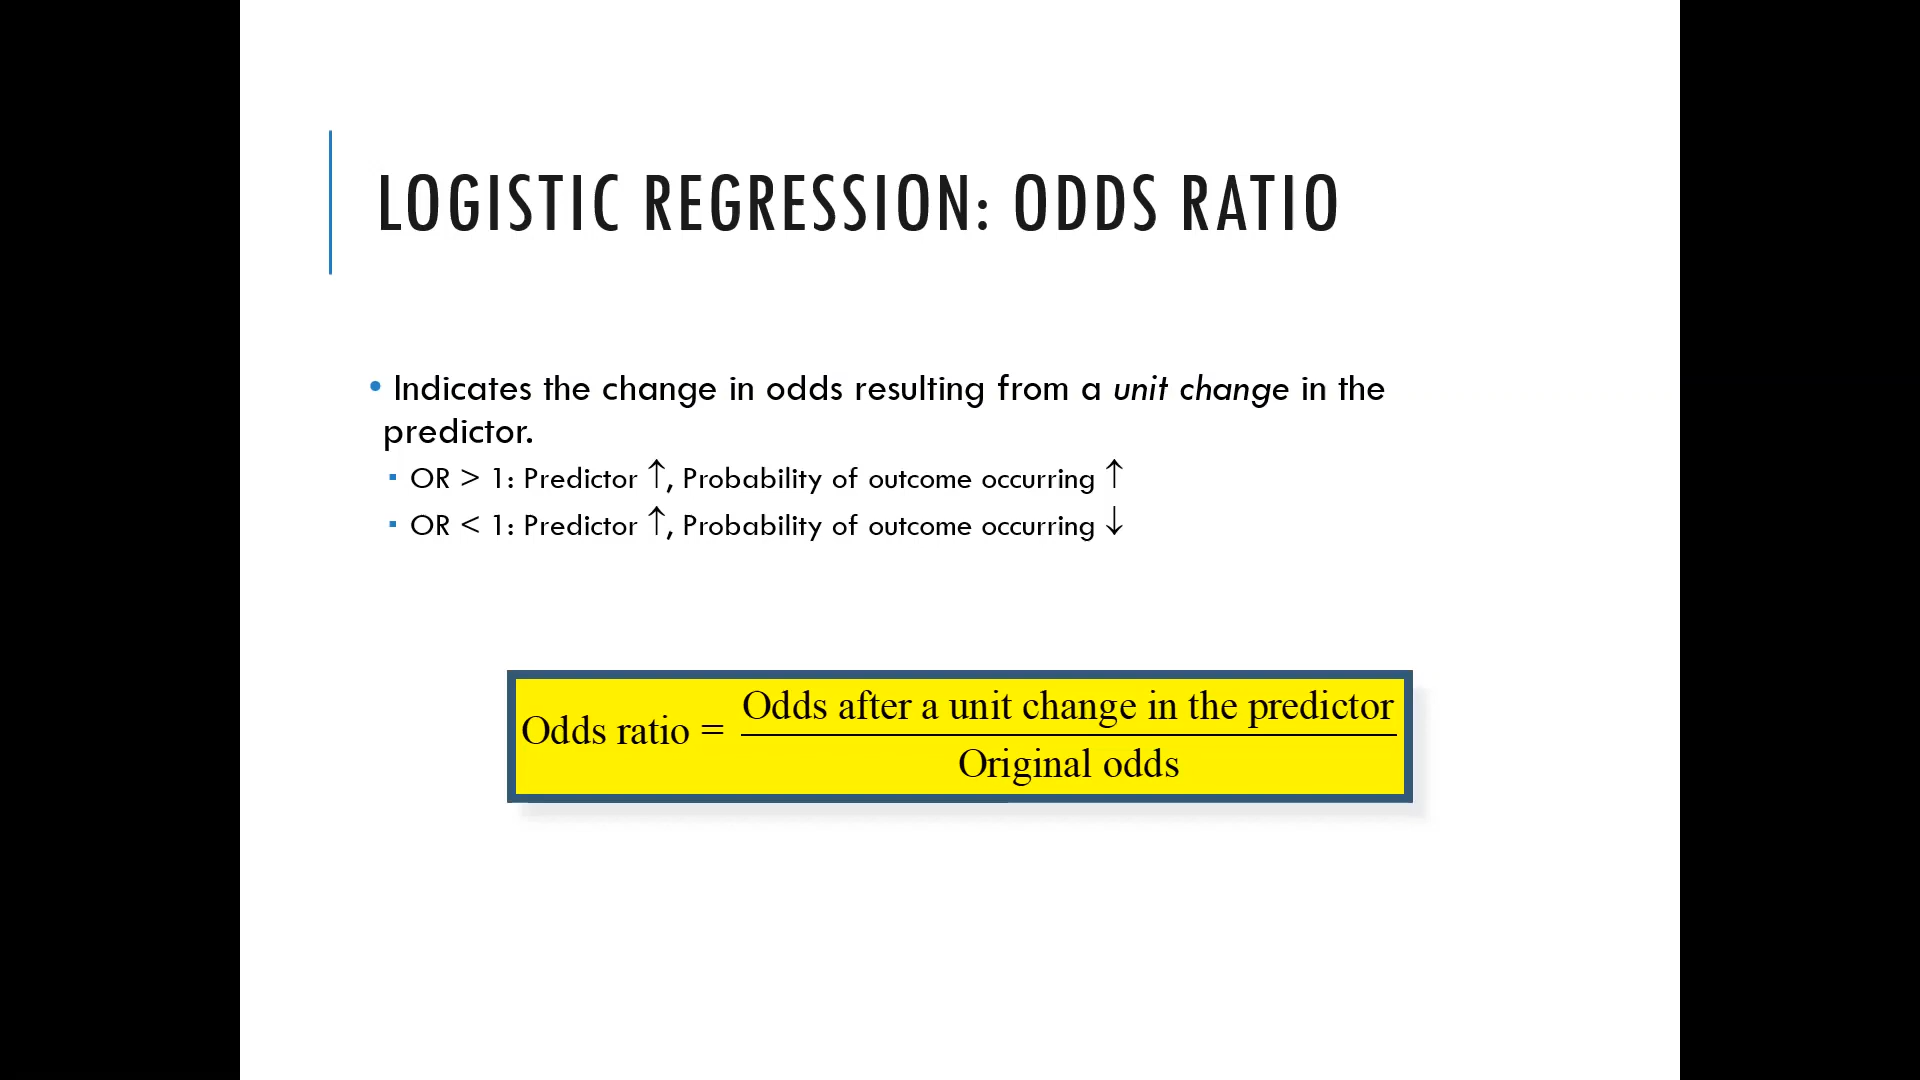 LOGISTIC REGRESSION: ODDS RATIO
• Indicates the change in odds resulting from a unit change in the
predictor.
▪ OR > 1: Predictor ↑, Probability of outcome occurring ↑
▪ OR < 1: Predictor ↑, Probability of outcome occurring ↓
Odds after a unit change in the predictor
Odds ratio =
Original odds